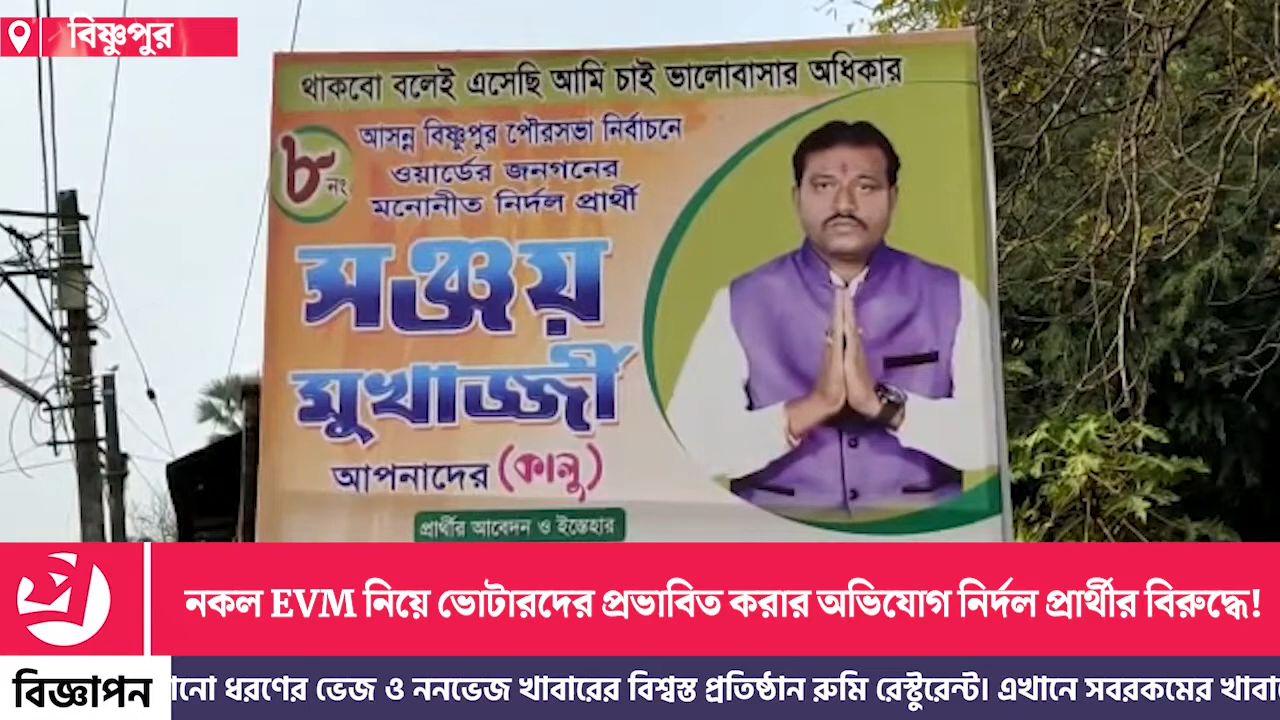 বিষ্ণুপুর
থাকবো বলেই এসেছি আমি চাই ভালোবাসার অধিকার
আসন্ন বিষ্ণুপুর পৌরসভা নির্বাচনে
৮নং
ওয়ার্ডের জনগনের
মনোনীত নির্দল প্রার্থী
সঞ্জয়
মুখার্জ্জী
আপনাদের (কালু)
প্রার্থীর আবেদন ও ইস্তেহার
নকল EVM নিয়ে ভোটারদের প্রভাবিত করার অভিযোগ নির্দল প্রার্থীর বিরুদ্ধে!
বিজ্ঞাপন
ধরণের ভেজ ও ননভেজ খাবারের বিশ্বস্ত প্রতিষ্ঠান রুমি রেস্টুরেন্ট। এখানে সবরকমের